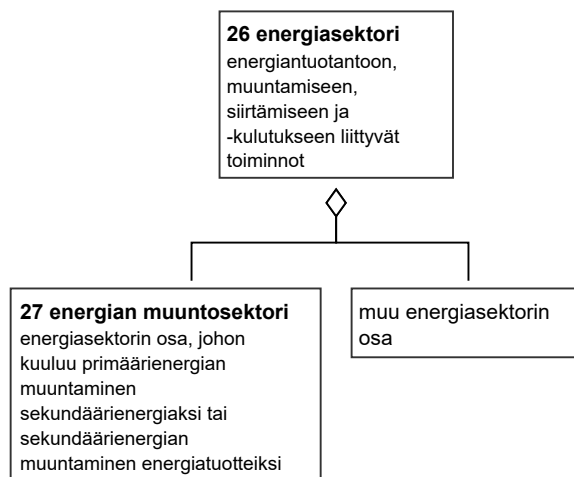 26 energiasektori
energiantuotantoon,
muuntamiseen,
siirtämiseen ja
-kulutukseen liittyvät
toiminnot
27 energian muuntosektori
energiasektorin osa, johon
kuuluu primäärienergian
muuntaminen
sekundäärienergiaksi tai
sekundäärienergian
muuntaminen energiatuotteiksi
muu energiasektorin
osa